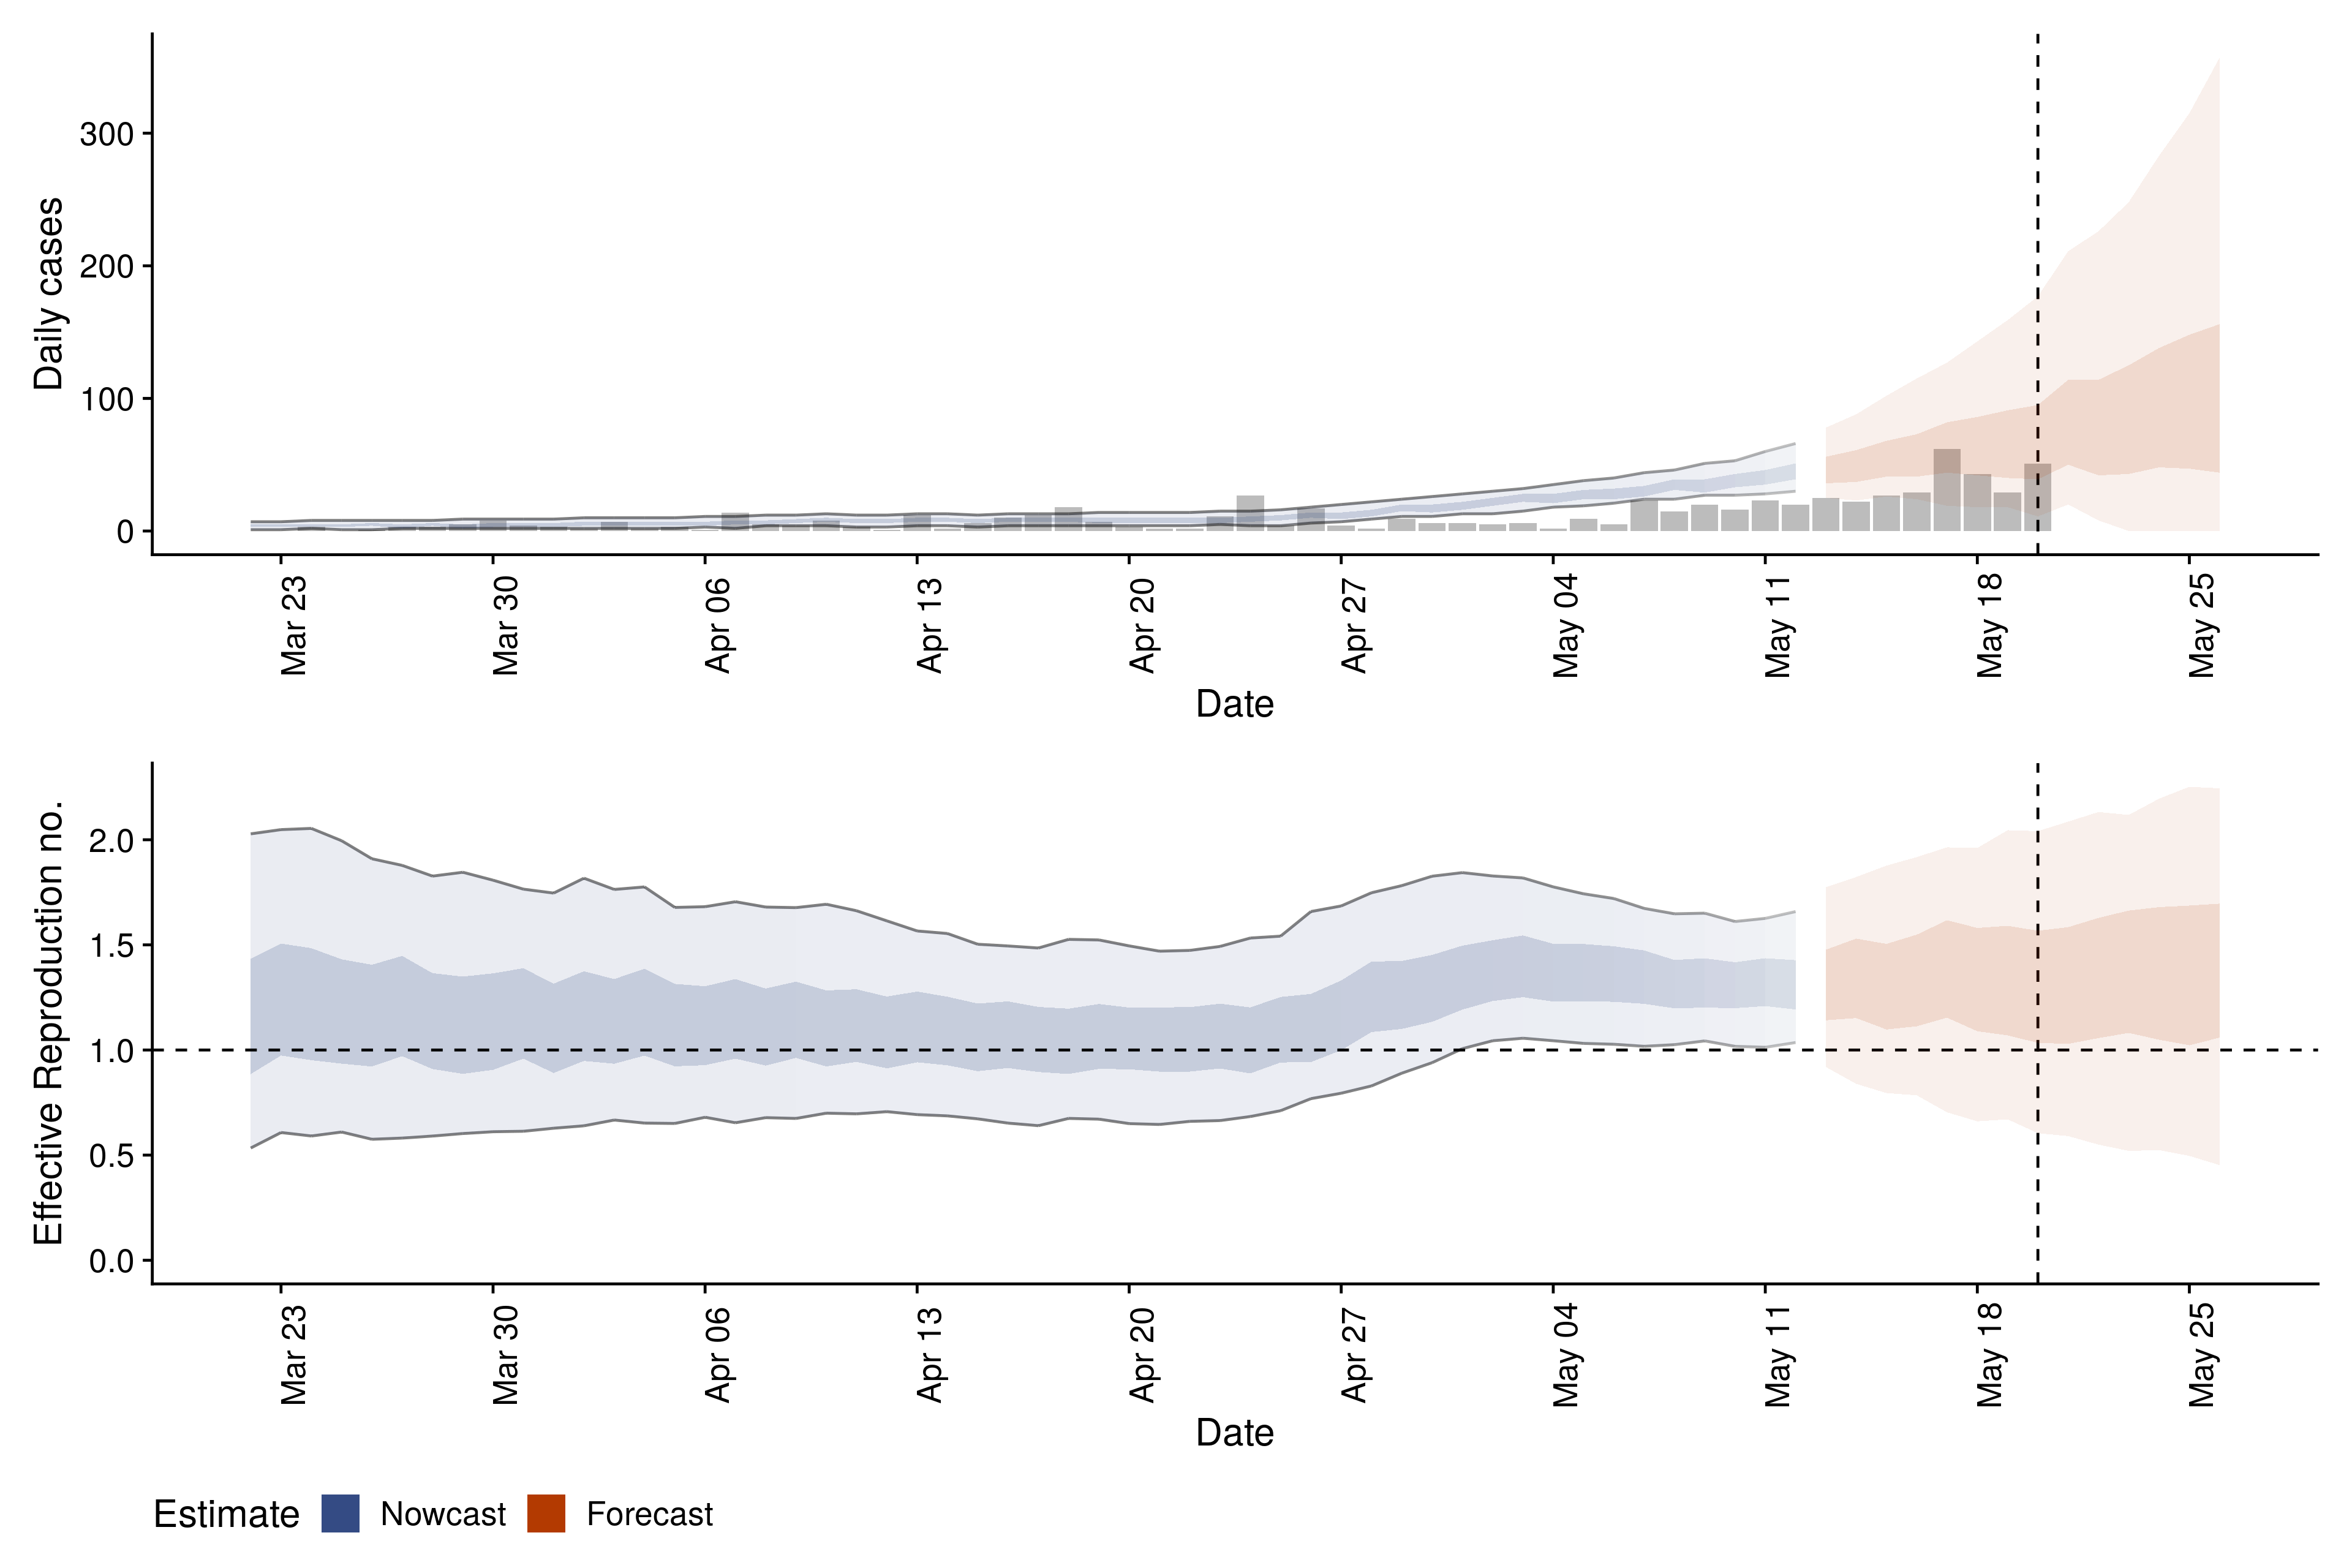 Daily cases
300
200
100
0
Mar 23
Mar 30
Apr 06
Apr 13
Apr 20
Apr 27
May 04
May 11
May 18
May 25
Date
Effective Reproduction no.
2.0
1.5
1.0
0.5
0.0
Mar 23
Mar 30
Apr 06
Apr 13
Apr 20
Apr 27
May 04
May 11
May 18
May 25
Date
Estimate Nowcast Forecast